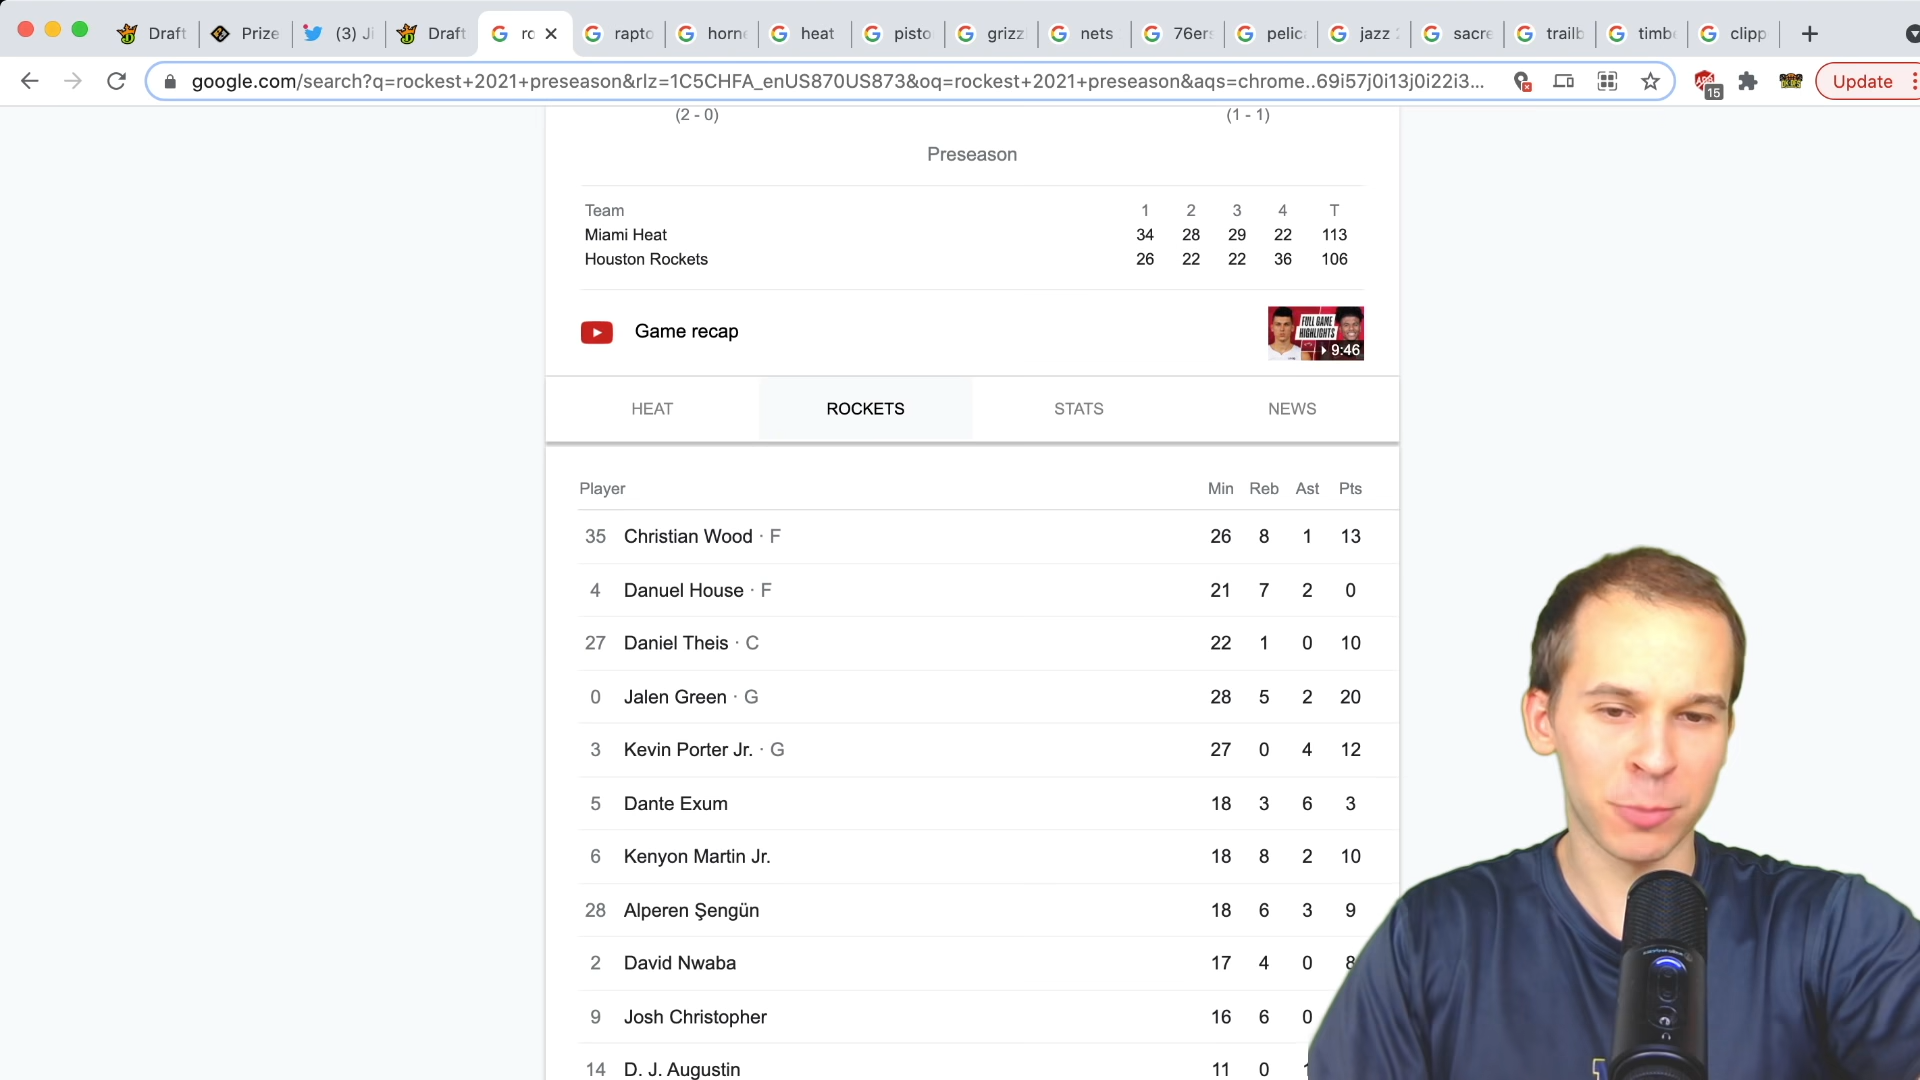 Draft
Prize
(3) Ji
Draft
ro
rapto
horn
heat
pisto
grizz
nets
76er
pelic
jazz
sacre
trailb
timb
clipp
google.com/search?q=rockest+2021+preseason&rlz=1C5CHFA_enUS870US873&oq=rockest+2021+preseason&aqs=chrome..69i57j0i13j0i22i3...
15
Update
(2 - 0) (1 - 1)
Preseason
Team 1 2 3 4 T
Miami Heat 34 28 29 22 113
Houston Rockets 26 22 22 36 106
Game recap
FULL GAME
HIGHLIGHTS
9:46
HEAT ROCKETS STATS NEWS
Player Min Reb Ast Pts
35 Christian Wood · F 26 8 1 13
4 Danuel House · F 21 7 2 0
27 Daniel Theis · C 22 1 0 10
0 Jalen Green · G 28 5 2 20
3 Kevin Porter Jr. · G 27 0 4 12
5 Dante Exum 18 3 6 3
6 Kenyon Martin Jr. 18 8 2 10
28 Alperen Şengün 18 6 3 9
2 David Nwaba 17 4 0 8
9 Josh Christopher 16 6 0
14 D. J. Augustin 11 0